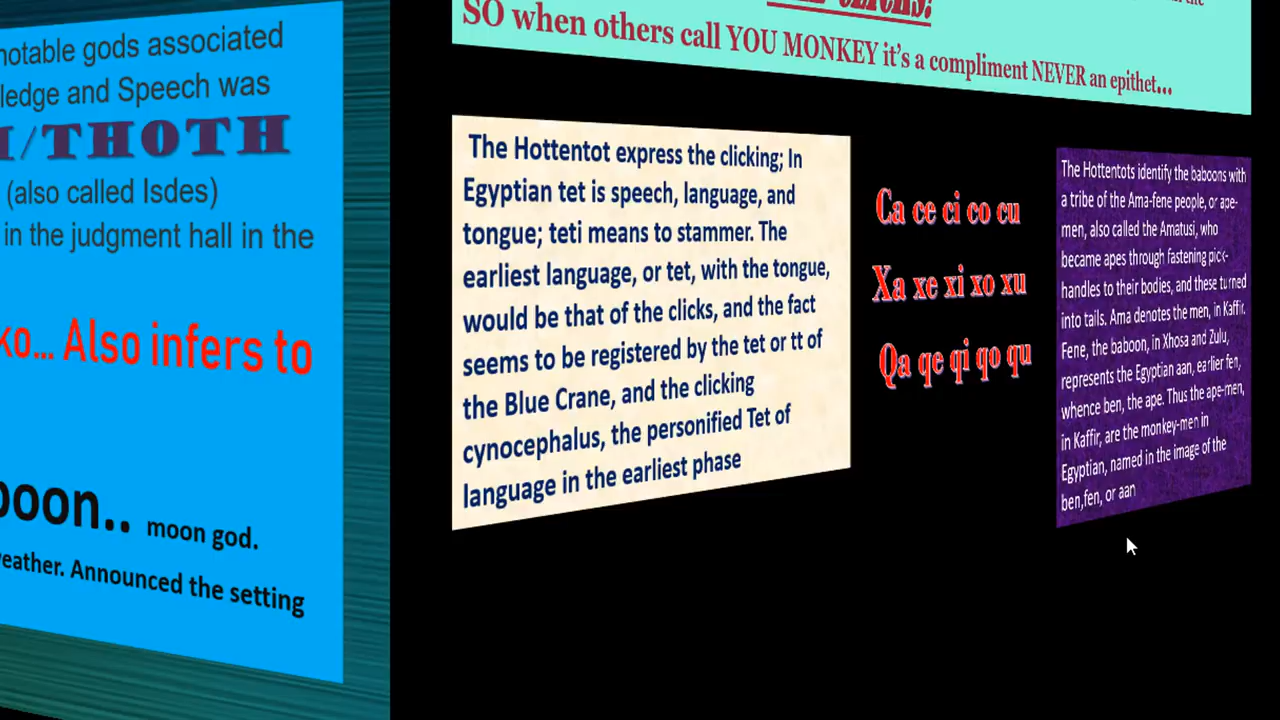 notable gods associated
ledge and Speech was
/THOTH
(also called Isdes)
in the judgment hall in the
ko... Also infers to
boon.. moon god.
eather. Announced the setting
SO when others call YOU MONKEY it's a compliment NEVER an epithet...
The Hottentot express the clicking; In
Egyptian tet is speech, language, and
tongue; teti means to stammer. The
earliest language, or tet, with the tongue,
would be that of the clicks, and the fact
seems to be registered by the tet or tt of
the Blue Crane, and the clicking
cynocephalus, the personified Tet of
language in the earliest phase
Ca ce ci co cu
Xa xe xi xo xu
Qa qe qi qo qu
The Hottentots identify the baboons with
a tribe of the Ama-fene people, or ape-
men, also called the Amatusi, who
became apes through fastening pick-
handles to their bodies, and these turned
into tails. Ama denotes the men, in Kaffir.
Fene, the baboon, in Xhosa and Zulu,
represents the Egyptian aan, earlier fen,
whence ben, the ape. Thus the ape-men,
in Kaffir, are the monkey-men in
Egyptian, named in the image of the
ben,fen, or aan